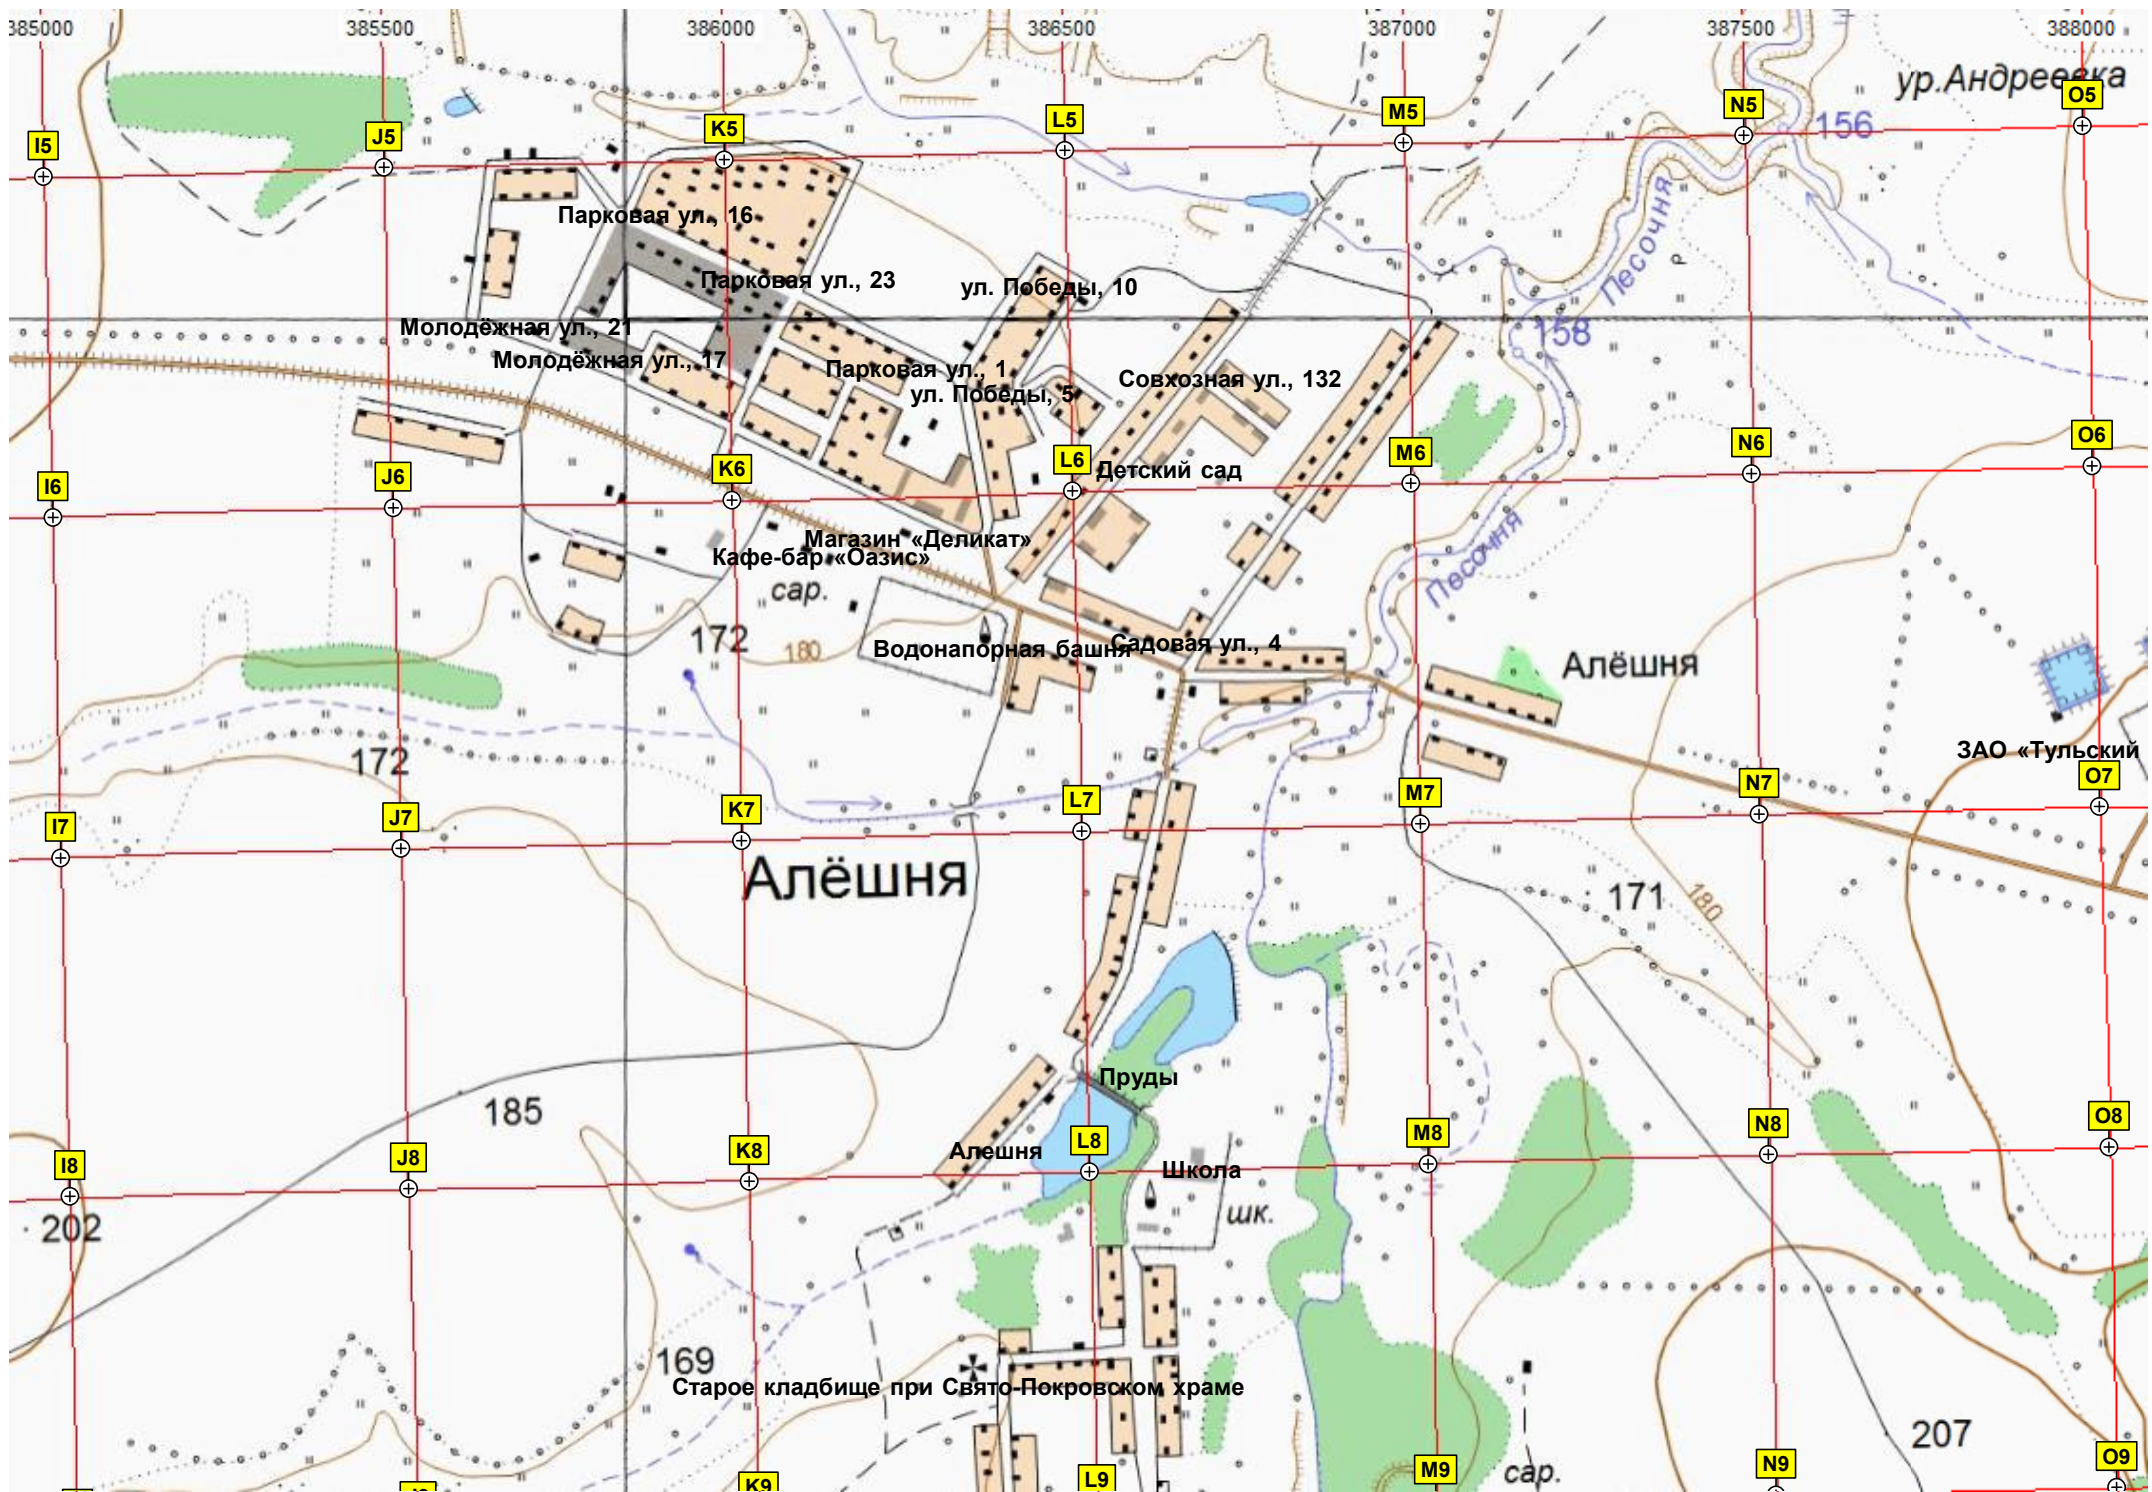 385000 385500 386000 386500 387000 387500 388000
ур.Андреевка
O5
N5
M5
L5
K5
J5
I5
156
Песочня
Парковая ул., 16
Парковая ул., 23
ул. Победы, 10
Р
Молодёжная ул., 21
158
Молодёжная ул., 17
Парковая ул., 1
Совхозная ул., 132
ул. Победы, 5
O6
N6
M6
L6
Детский сад
K6
J6
I6
Магазин «Деликат»
Кафе-бар «Оазис»
Песочня
сар.
172
180
Водонапорная башня
Садовая ул., 4
Алёшня
172
ЗАО «Тульский
O7
N7
M7
L7
K7
J7
I7
Алёшня
171
180
Пруды
185
O8
N8
M8
L8
K8
J8
I8
Алешня
Школа
шк.
202
169
Старое кладбище при Свято-Покровском храме
207
сар.
O9
N9
M9
L9
K9